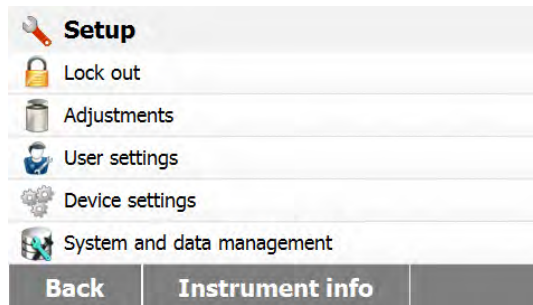 Setup
Lock out
Adjustments
User settings
Device settings
System and data management
Back Instrument info